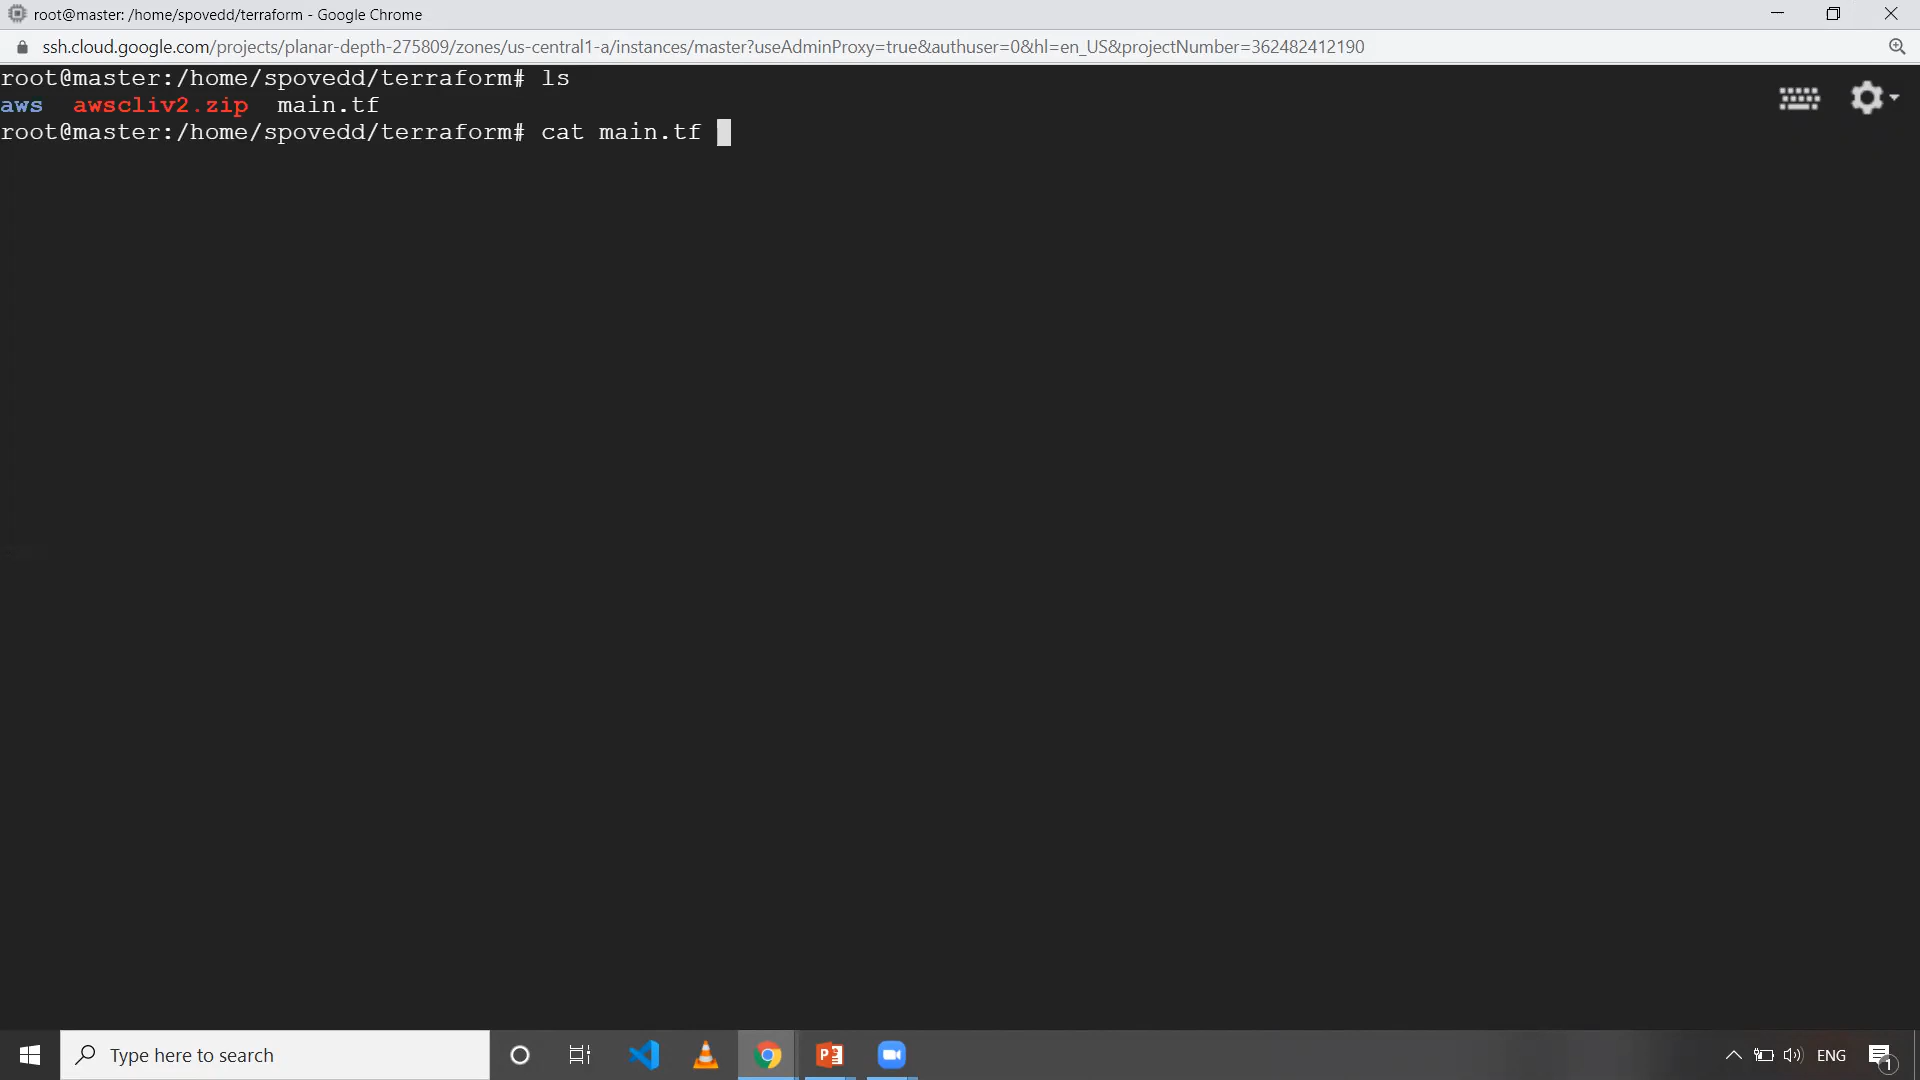 root@master: /home/spovedd/terraform - Google Chrome
ssh.cloud.google.com/projects/planar-depth-275809/zones/us-central1-a/instances/master?useAdminProxy=true&authuser=0&hl=en_US&projectNumber=362482412190
root@master:/home/spovedd/terraform# ls
aws  awscliv2.zip  main.tf
root@master:/home/spovedd/terraform# cat main.tf
Type here to search
ENG
1